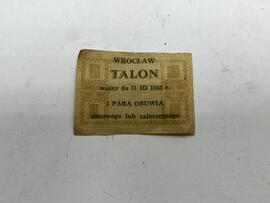 WROCŁAW
TALON
ważny do 31 III 1983 r.
1 PARA OBUWIA
zimowego lub całorocznego